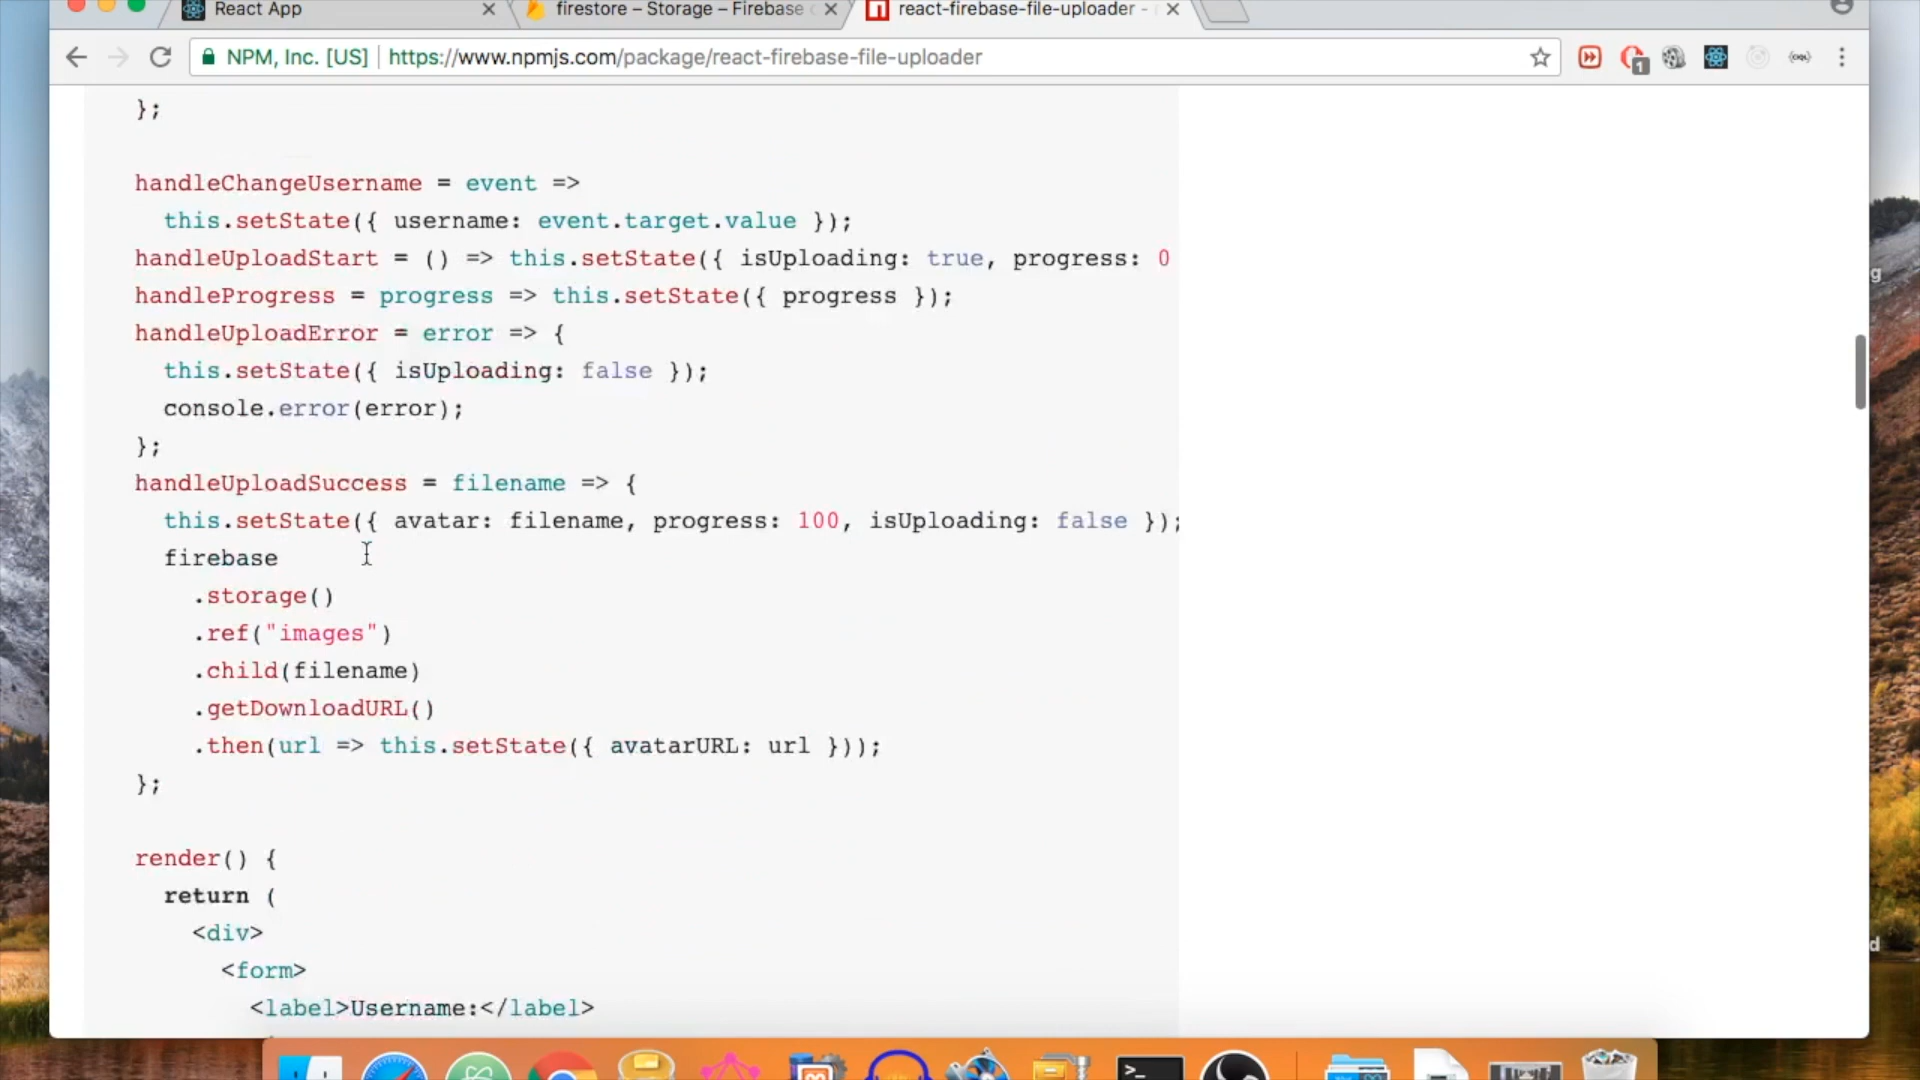 React App
firestore – Storage – Firebase
react-firebase-file-uploader -
NPM, Inc. [US] https://www.npmjs.com/package/react-firebase-file-uploader
1
};
handleChangeUsername = event =>
this.setState({ username: event.target.value });
handleUploadStart = () => this.setState({ isUploading: true, progress: 0
handleProgress = progress => this.setState({ progress });
handleUploadError = error => {
this.setState({ isUploading: false });
console.error(error);
};
handleUploadSuccess = filename => {
this.setState({ avatar: filename, progress: 100, isUploading: false });
firebase
.storage()
.ref("images")
.child(filename)
.getDownloadURL()
.then(url => this.setState({ avatarURL: url }));
};
render() {
return (
<div>
<form>
<label>Username:</label>